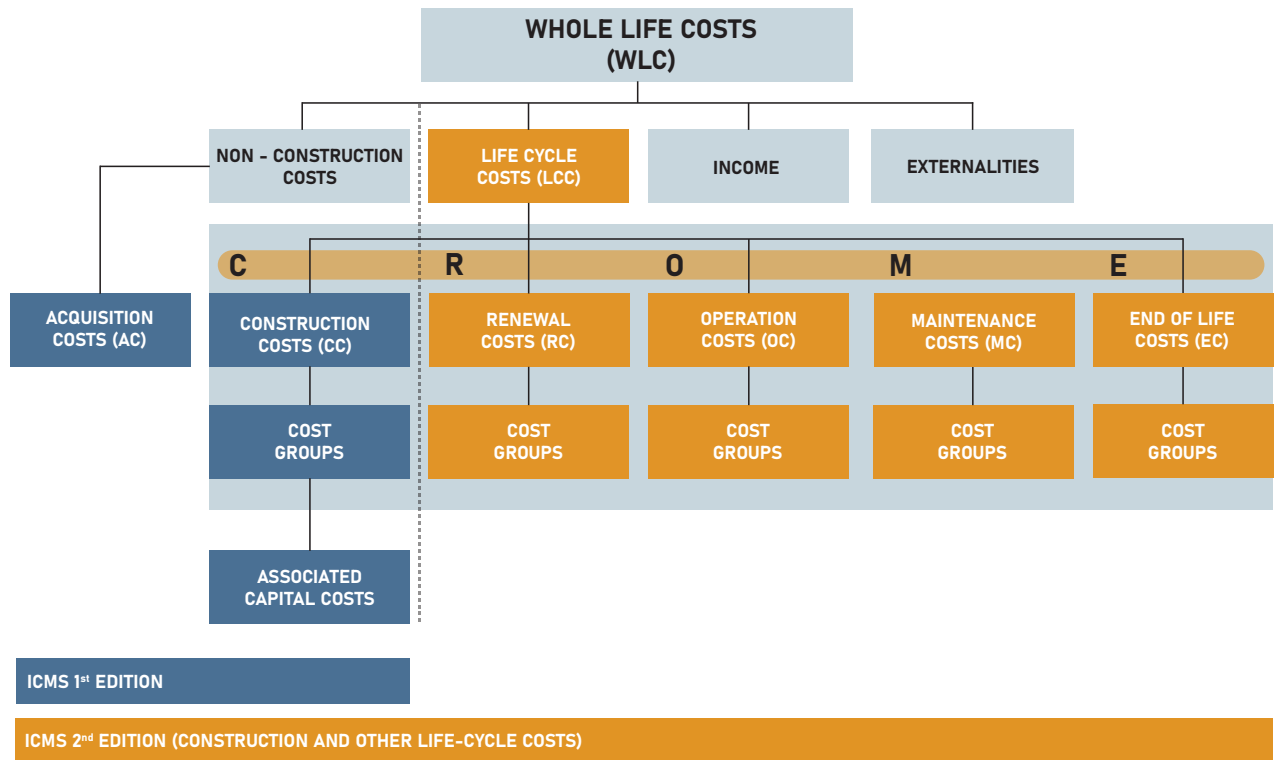 WHOLE LIFE COSTS
(WLC)
NON - CONSTRUCTION
COSTS
LIFE CYCLE
COSTS (LCC)
INCOME
EXTERNALITIES
C
R
O
M
E
ACQUISITION
COSTS (AC)
CONSTRUCTION
COSTS (CC)
RENEWAL
COSTS (RC)
OPERATION
COSTS (OC)
MAINTENANCE
COSTS (MC)
END OF LIFE
COSTS (EC)
COST
GROUPS
COST
GROUPS
COST
GROUPS
COST
GROUPS
COST
GROUPS
ASSOCIATED
CAPITAL COSTS
ICMS 1st EDITION
ICMS 2nd EDITION (CONSTRUCTION AND OTHER LIFE-CYCLE COSTS)